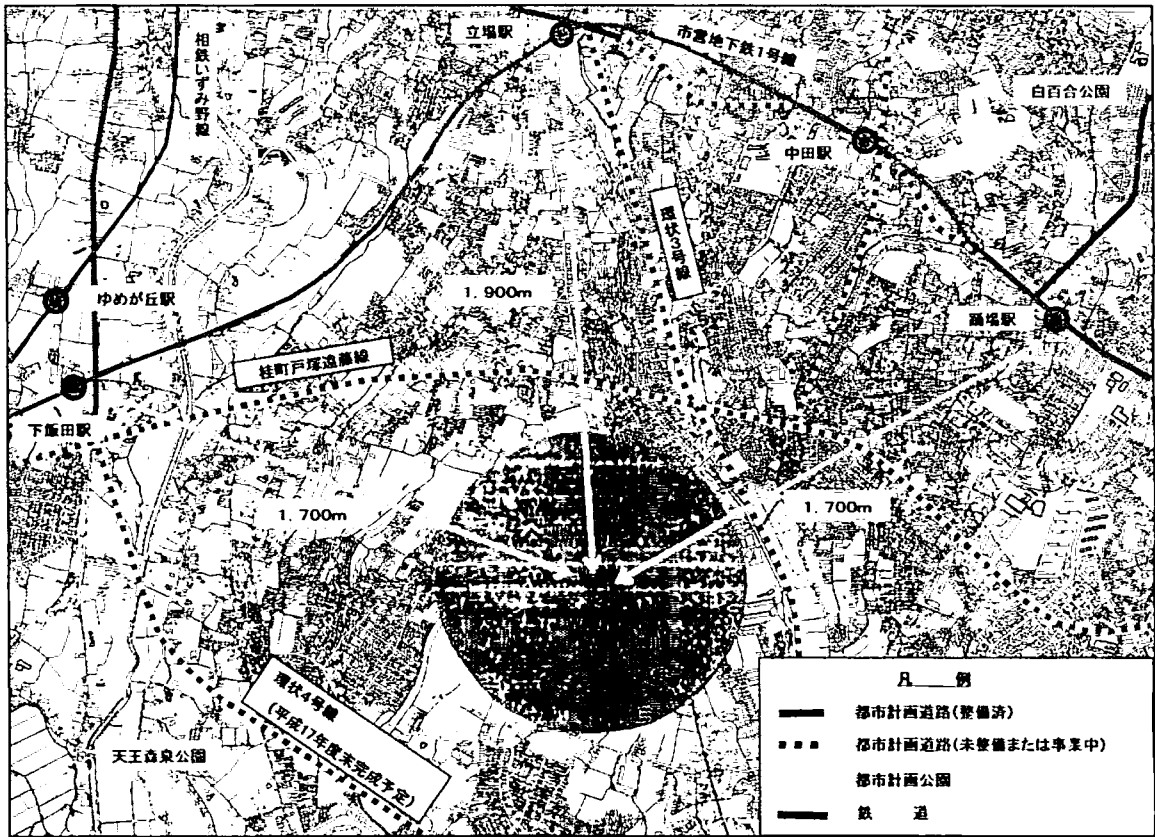 立場駅
市営地下鉄1号線
相鉄いずみ野線
白百合公園
中田駅
環状3号線
1.900m
ゆめが丘駅
踊場駅
桂町戸塚遠藤線
下飯田駅
1.700m
1.700m
環状4号線
(平成17年度末完成予定)
天王森泉公園
凡 例
都市計画道路(整備済)
都市計画道路(未整備または事業中)
都市計画公園
鉄 道